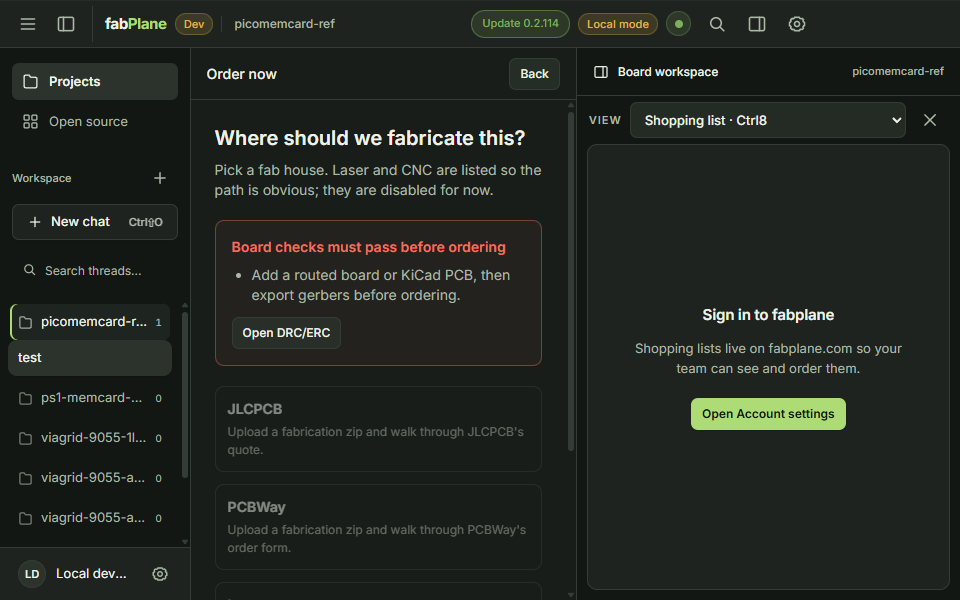 fabPlane
Dev
picomemcard-ref
Update 0.2.114
Local mode
Projects
Open source
Workspace
New chat
Ctrl⇧O
Search threads...
picomemcard-r... 1
test
ps1-memcard-... 0
viagrid-9055-1l... 0
viagrid-9055-a... 0
viagrid-9055-a... 0
LD
Local dev...
Order now
Back
Where should we fabricate this?
Pick a fab house. Laser and CNC are listed so the
path is obvious; they are disabled for now.
Board checks must pass before ordering
• Add a routed board or KiCad PCB, then
export gerbers before ordering.
Open DRC/ERC
JLCPCB
Upload a fabrication zip and walk through JLCPCB's
quote.
PCBWay
Upload a fabrication zip and walk through PCBWay's
order form.
Board workspace
picomemcard-ref
VIEW
Shopping list · Ctrl8
Sign in to fabplane
Shopping lists live on fabplane.com so your
team can see and order them.
Open Account settings